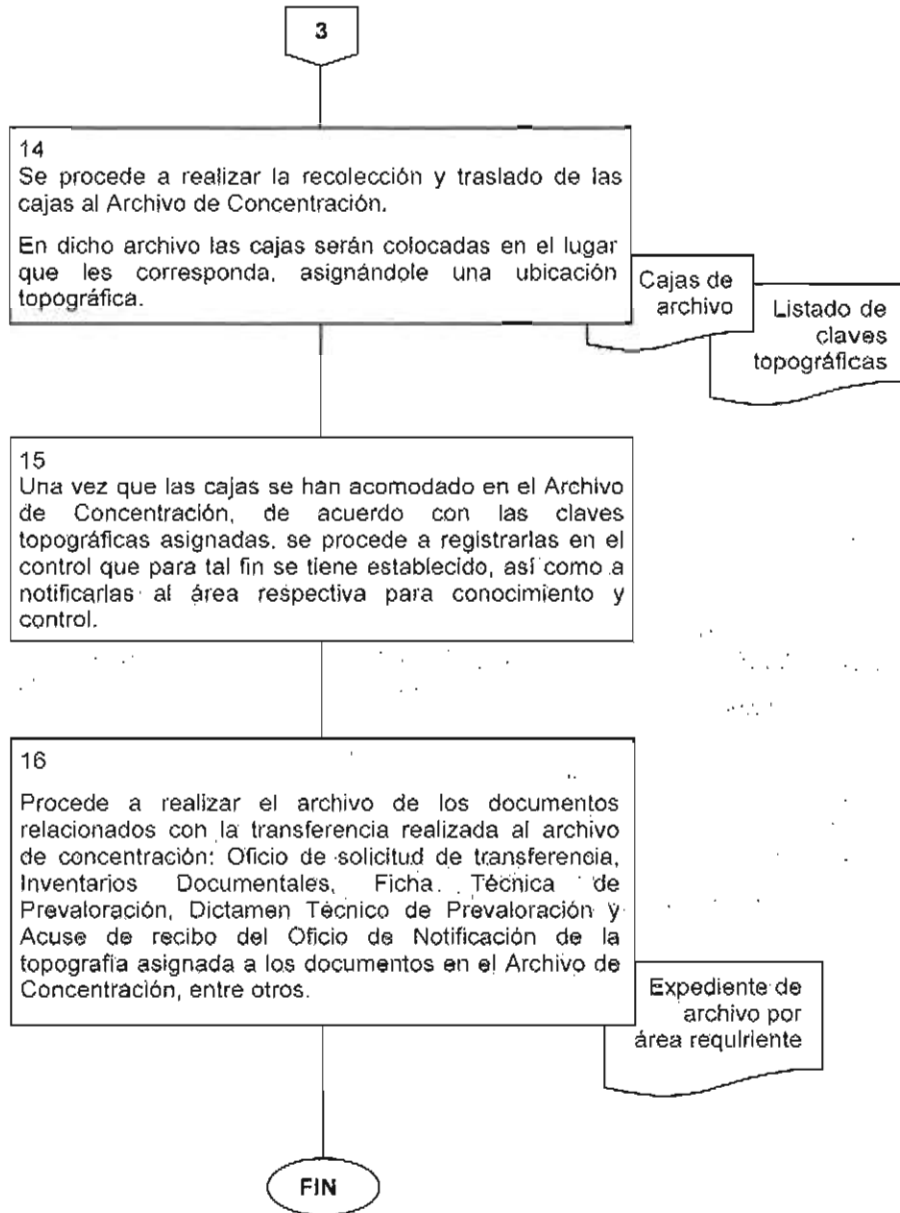 3
14
Se procede a realizar la recolección y traslado de las
cajas al Archivo de Concentración.
En dicho archivo las cajas serán colocadas en el lugar
que les corresponda, asignándole una ubicación
topográfica.
Cajas de
archivo
Listado de
claves
topográficas
15
Una vez que las cajas se han acomodado en el Archivo
de Concentración, de acuerdo con las claves
topográficas asignadas, se procede a registrarlas en el
control que para tal fin se tiene establecido, así como a
notificarlas al área respectiva para conocimiento y
control.
16
Procede a realizar el archivo de los documentos
relacionados con la transferencia realizada al archivo
de concentración: Oficio de solicitud de transferencia,
Inventarios Documentales, Ficha Técnica de
Prevaloración, Dictamen Técnico de Prevaloración y
Acuse de recibo del Oficio de Notificación de la
topografía asignada a los documentos en el Archivo de
Concentración, entre otros.
Expediente de
archivo por
área requiriente
FIN